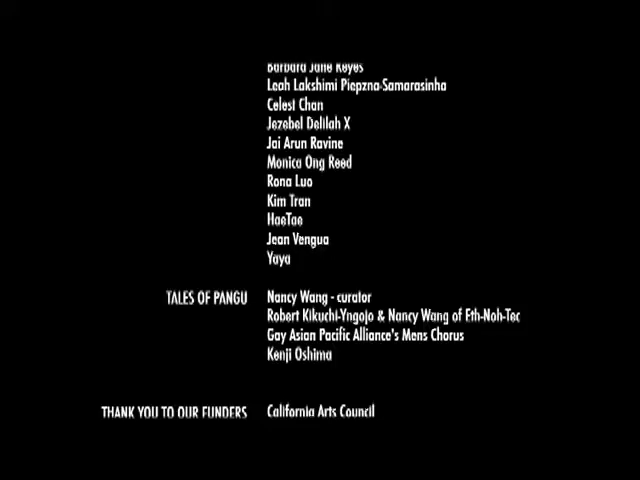 Barbara Jane Reyes
Leah Lakshmi Piepzna-Samarasinha
Celest Chan
Jezebel Delilah X
Jai Arun Ravine
Monica Ong Reed
Rona Luo
Kim Tran
HaeTae
Jean Vengua
Yaya
TALES OF PANGU Nancy Wang - curator
Robert Kikuchi-Yngojo & Nancy Wang of Eth-Noh-Tec
Gay Asian Pacific Alliance's Mens Chorus
Kenji Oshima
THANK YOU TO OUR FUNDERS California Arts Council